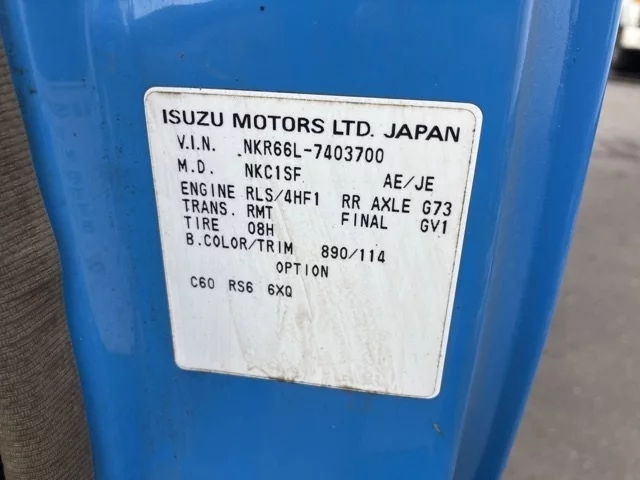 ISUZU MOTORS LTD. JAPAN
V.I.N. NKR66L-7403700
M.D. NKC1SF AE/JE
ENGINE RLS/4HF1 RR AXLE G73
TRANS. RMT FINAL GV1
TIRE 08H
B.COLOR/TRIM 890/114
OPTION
C60 RS6 6XQ